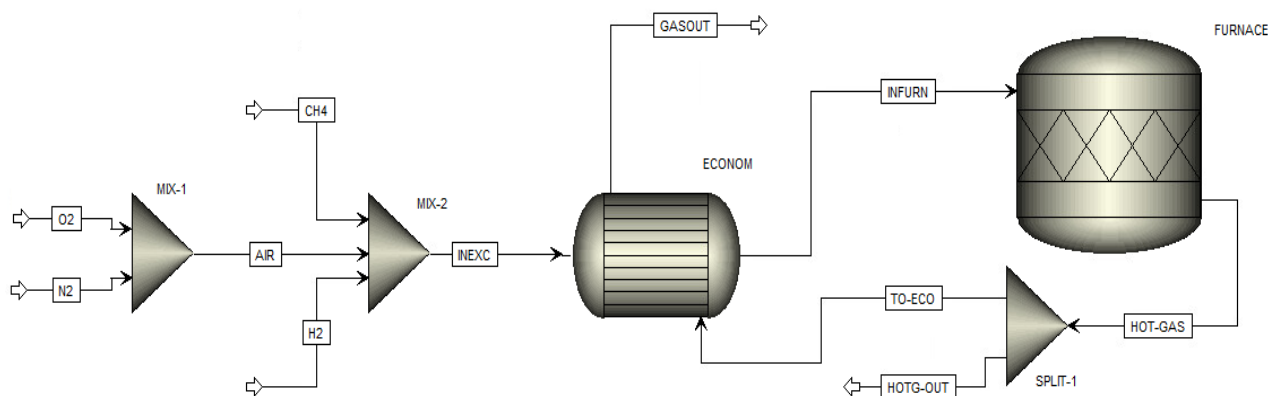 GASOUT
FURNACE
CH4
INFURN
ECONOM
MIX-1
MIX-2
O2
AIR
INEXC
N2
H2
TO-ECO
HOT-GAS
HOTG-OUT
SPLIT-1